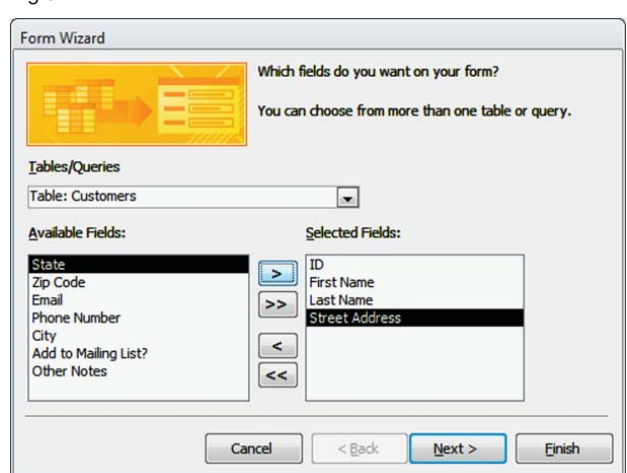 Form Wizard
Which fields do you want on your form?
You can choose from more than one table or query.
Tables/Queries
Table: Customers
Available Fields:
Selected Fields:
State
Zip Code
Email
Phone Number
City
Add to Mailing List?
Other Notes
>
>>
<
<<
ID
First Name
Last Name
Street Address
Cancel
< Back
Next >
Finish